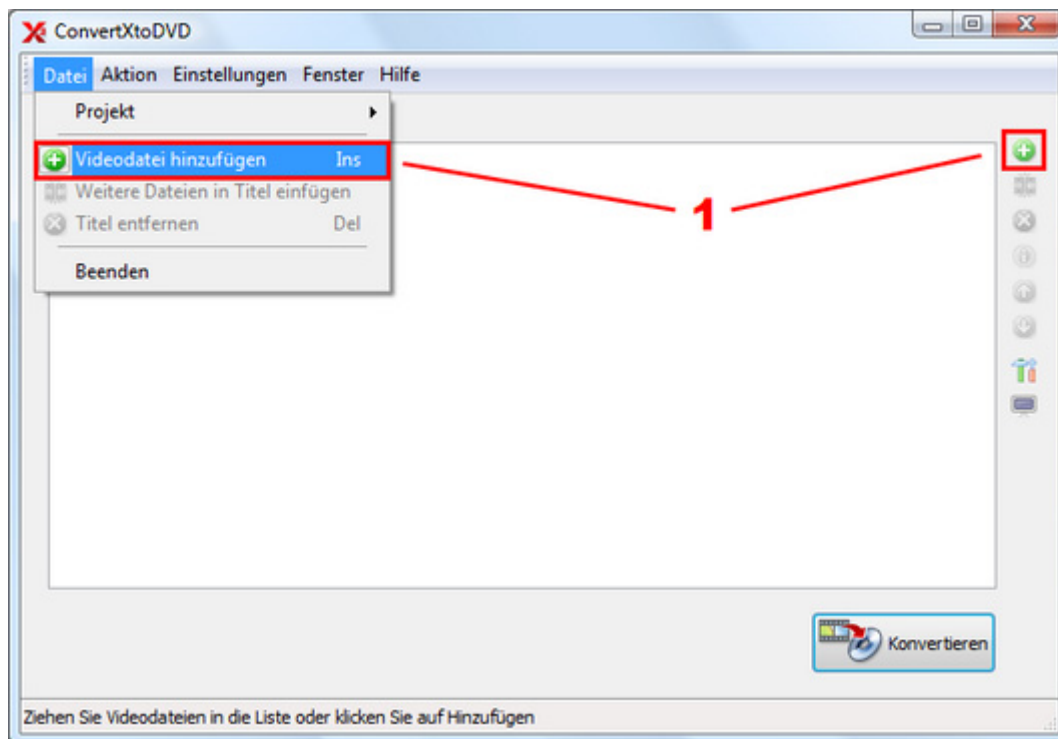 ConvertXtoDVD
Datei Aktion Einstellungen Fenster Hilfe
Projekt
Videodatei hinzufügen Ins
Weitere Dateien in Titel einfügen
Titel entfernen Del
Beenden
1
Konvertieren
Ziehen Sie Videodateien in die Liste oder klicken Sie auf Hinzufügen